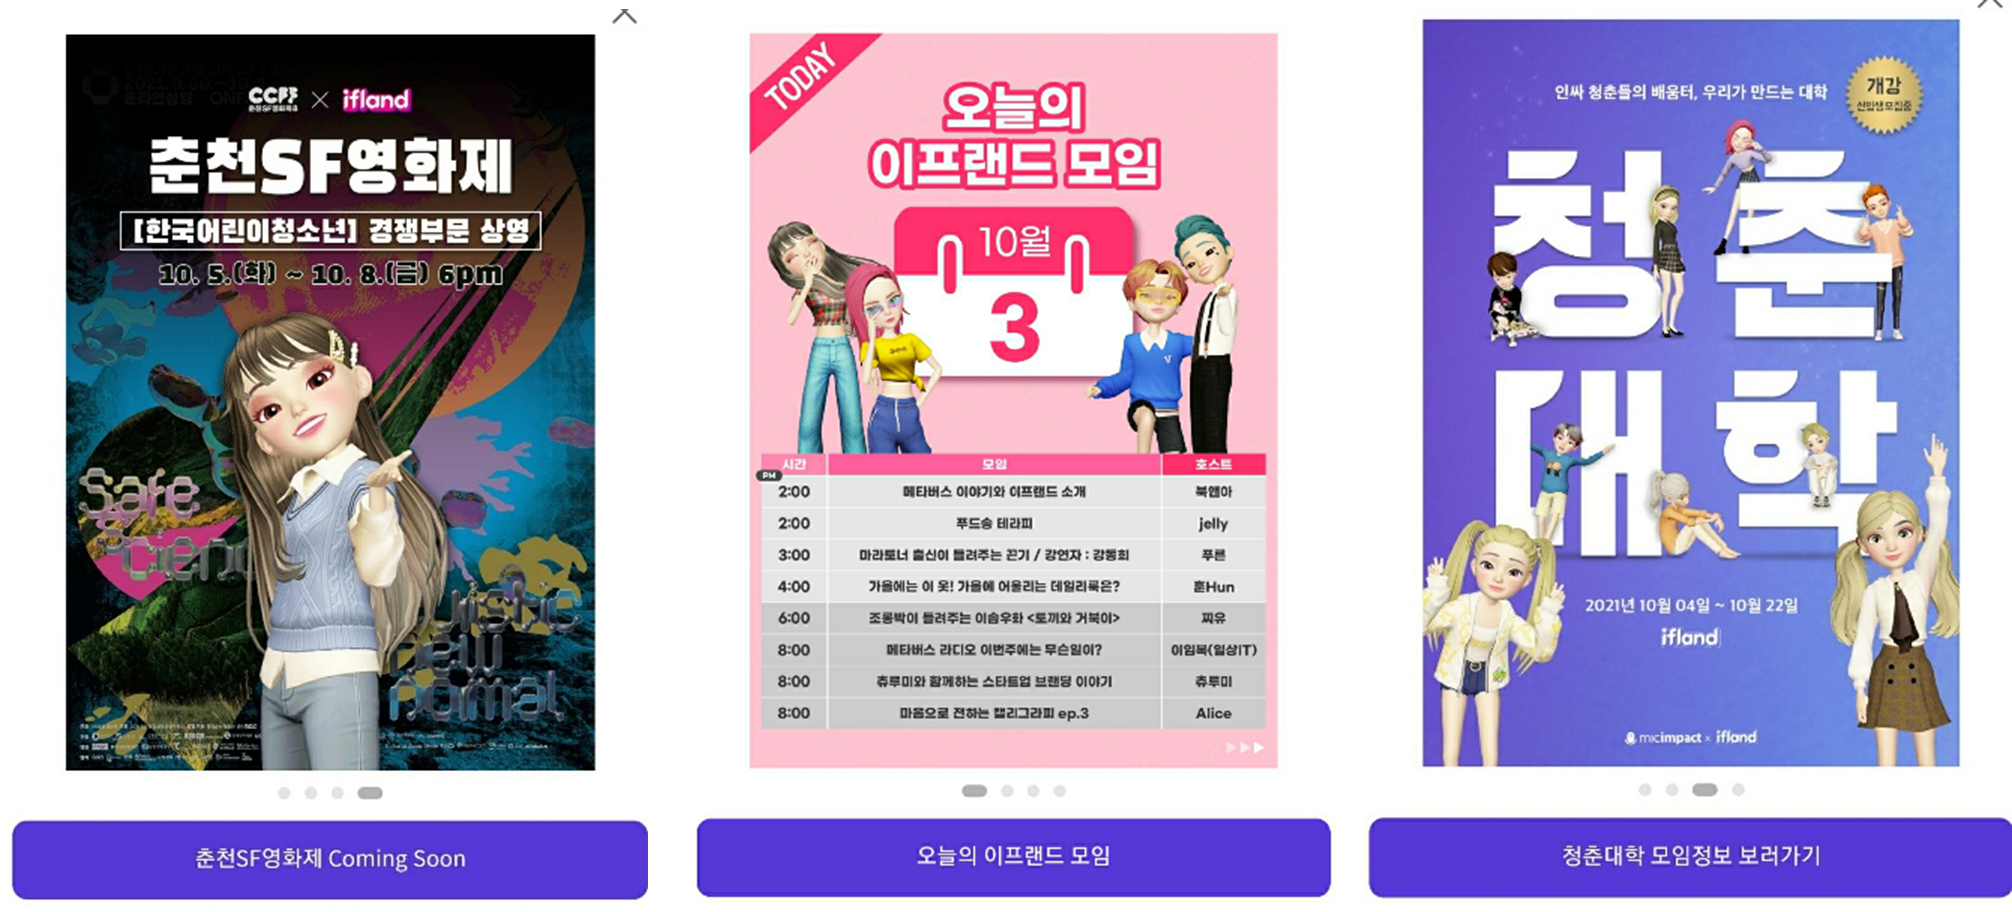 CCFF
춘천SF영화제
×
ifland
춘천SF영화제
[한국어린이청소년] 경쟁부문 상영
10. 5.(화) ~ 10. 8.(금) 6pm
Safe
new
nomal
춘천SF영화제 Coming Soon
TODAY
오늘의
이프랜드 모임
10월
3
시간 모임 호스트
PM
2:00 메타버스 이야기와 이프랜드 소개 북앤아
2:00 푸드송 테라피 jelly
3:00 마라토너 출신이 들려주는 끈기 / 강연자 : 강동희 푸른
4:00 가을에는 이 옷! 가을에 어울리는 데일리룩은? 훈Hun
6:00 조롱박이 들려주는 이솝우화 <토끼와 거북이> 찌유
8:00 메타버스 라디오 이번주에는 무슨일이? 이임복(일상IT)
8:00 츄루미와 함께하는 스타트업 브랜딩 이야기 츄루미
8:00 마음으로 전하는 캘리그라피 ep.3 Alice
오늘의 이프랜드 모임
인싸 청춘들의 배움터, 우리가 만드는 대학
개강
신입생모집중
청춘
대학
2021년 10월 04일 ~ 10월 22일
ifland
micimpact × ifland
청춘대학 모임정보 보러가기